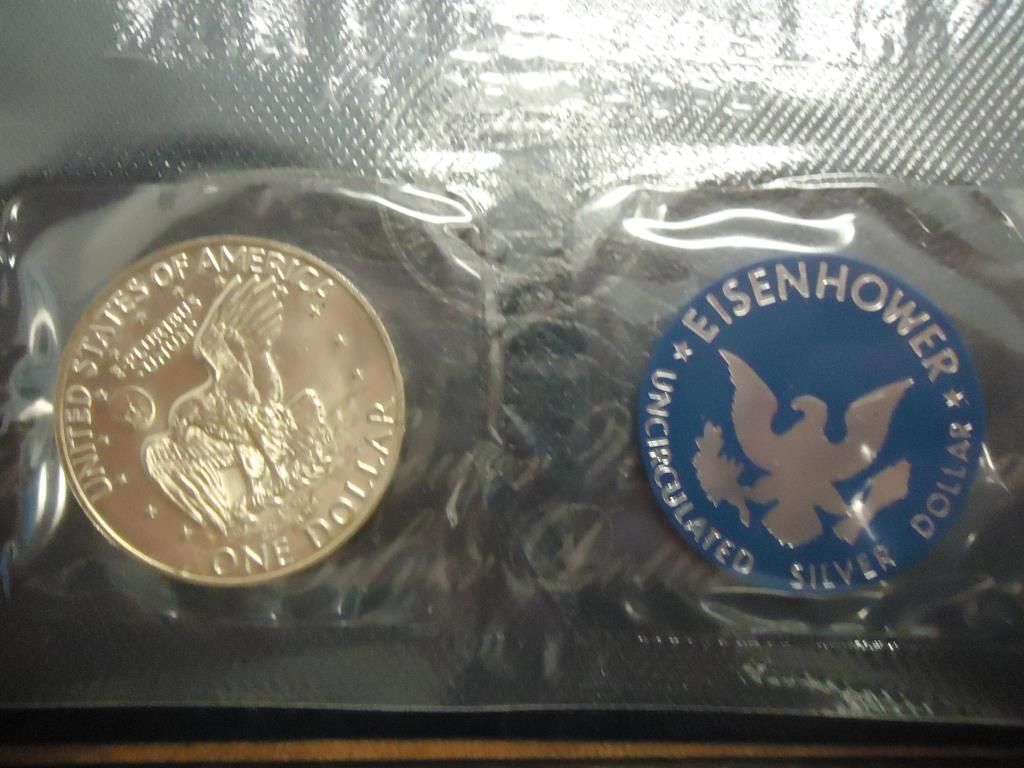 UNITED STATES OF AMERICA
E PLURIBUS
UNUM
ONE DOLLAR
★ EISENHOWER ★
UNCIRCULATED SILVER DOLLAR